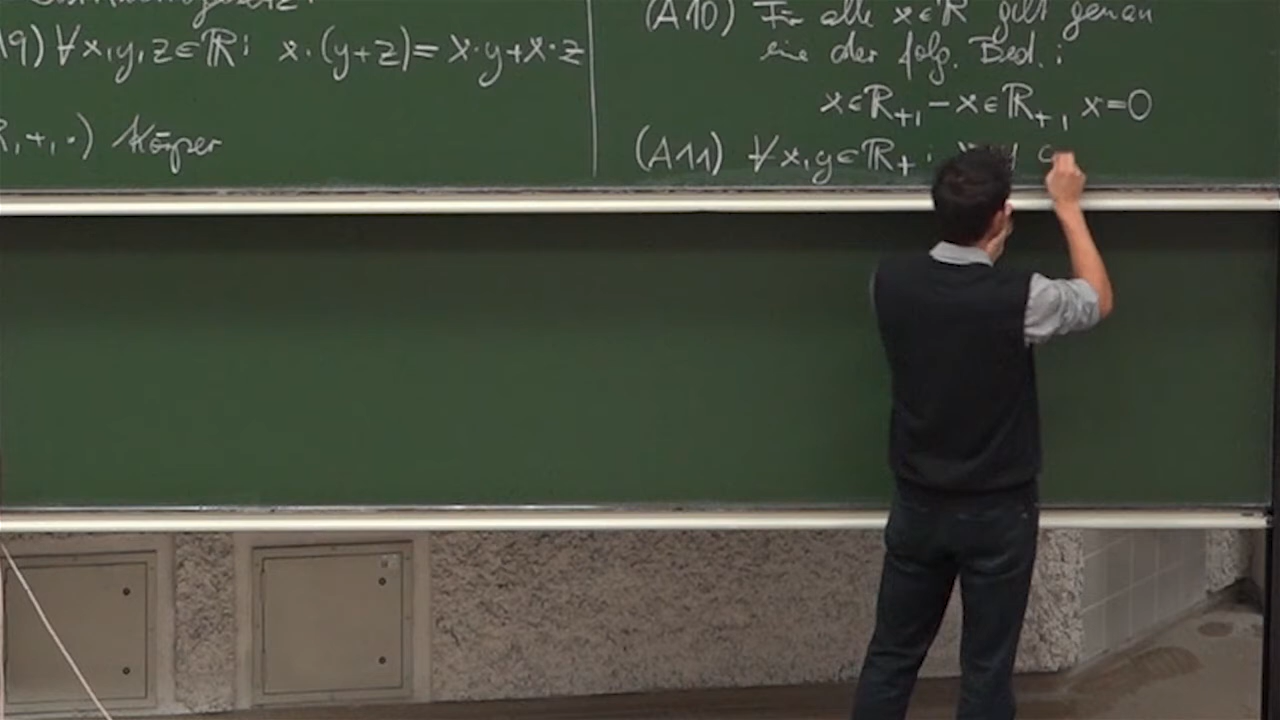 (A9) ∀x,y,z∈ℝ: x·(y+z)=x·y+x·z
(ℝ,+,·) Körper
(A10) Für alle x∈ℝ gilt genau
eine der folg. Bed.:
x∈ℝ₊, -x∈ℝ₊, x=0
(A11) ∀x,y∈ℝ₊: y